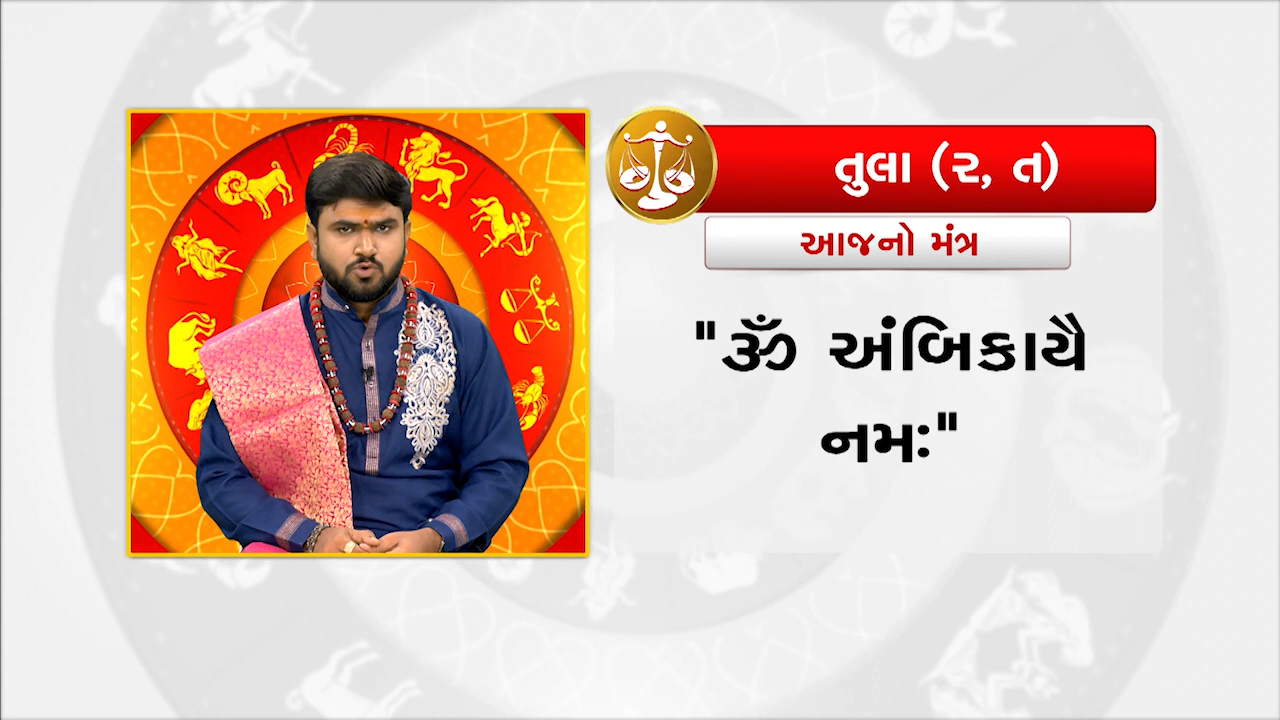 તુલા (ર, ત)
આજનો મંત્ર
"ૐ અંબિકાયૈ
નમઃ"